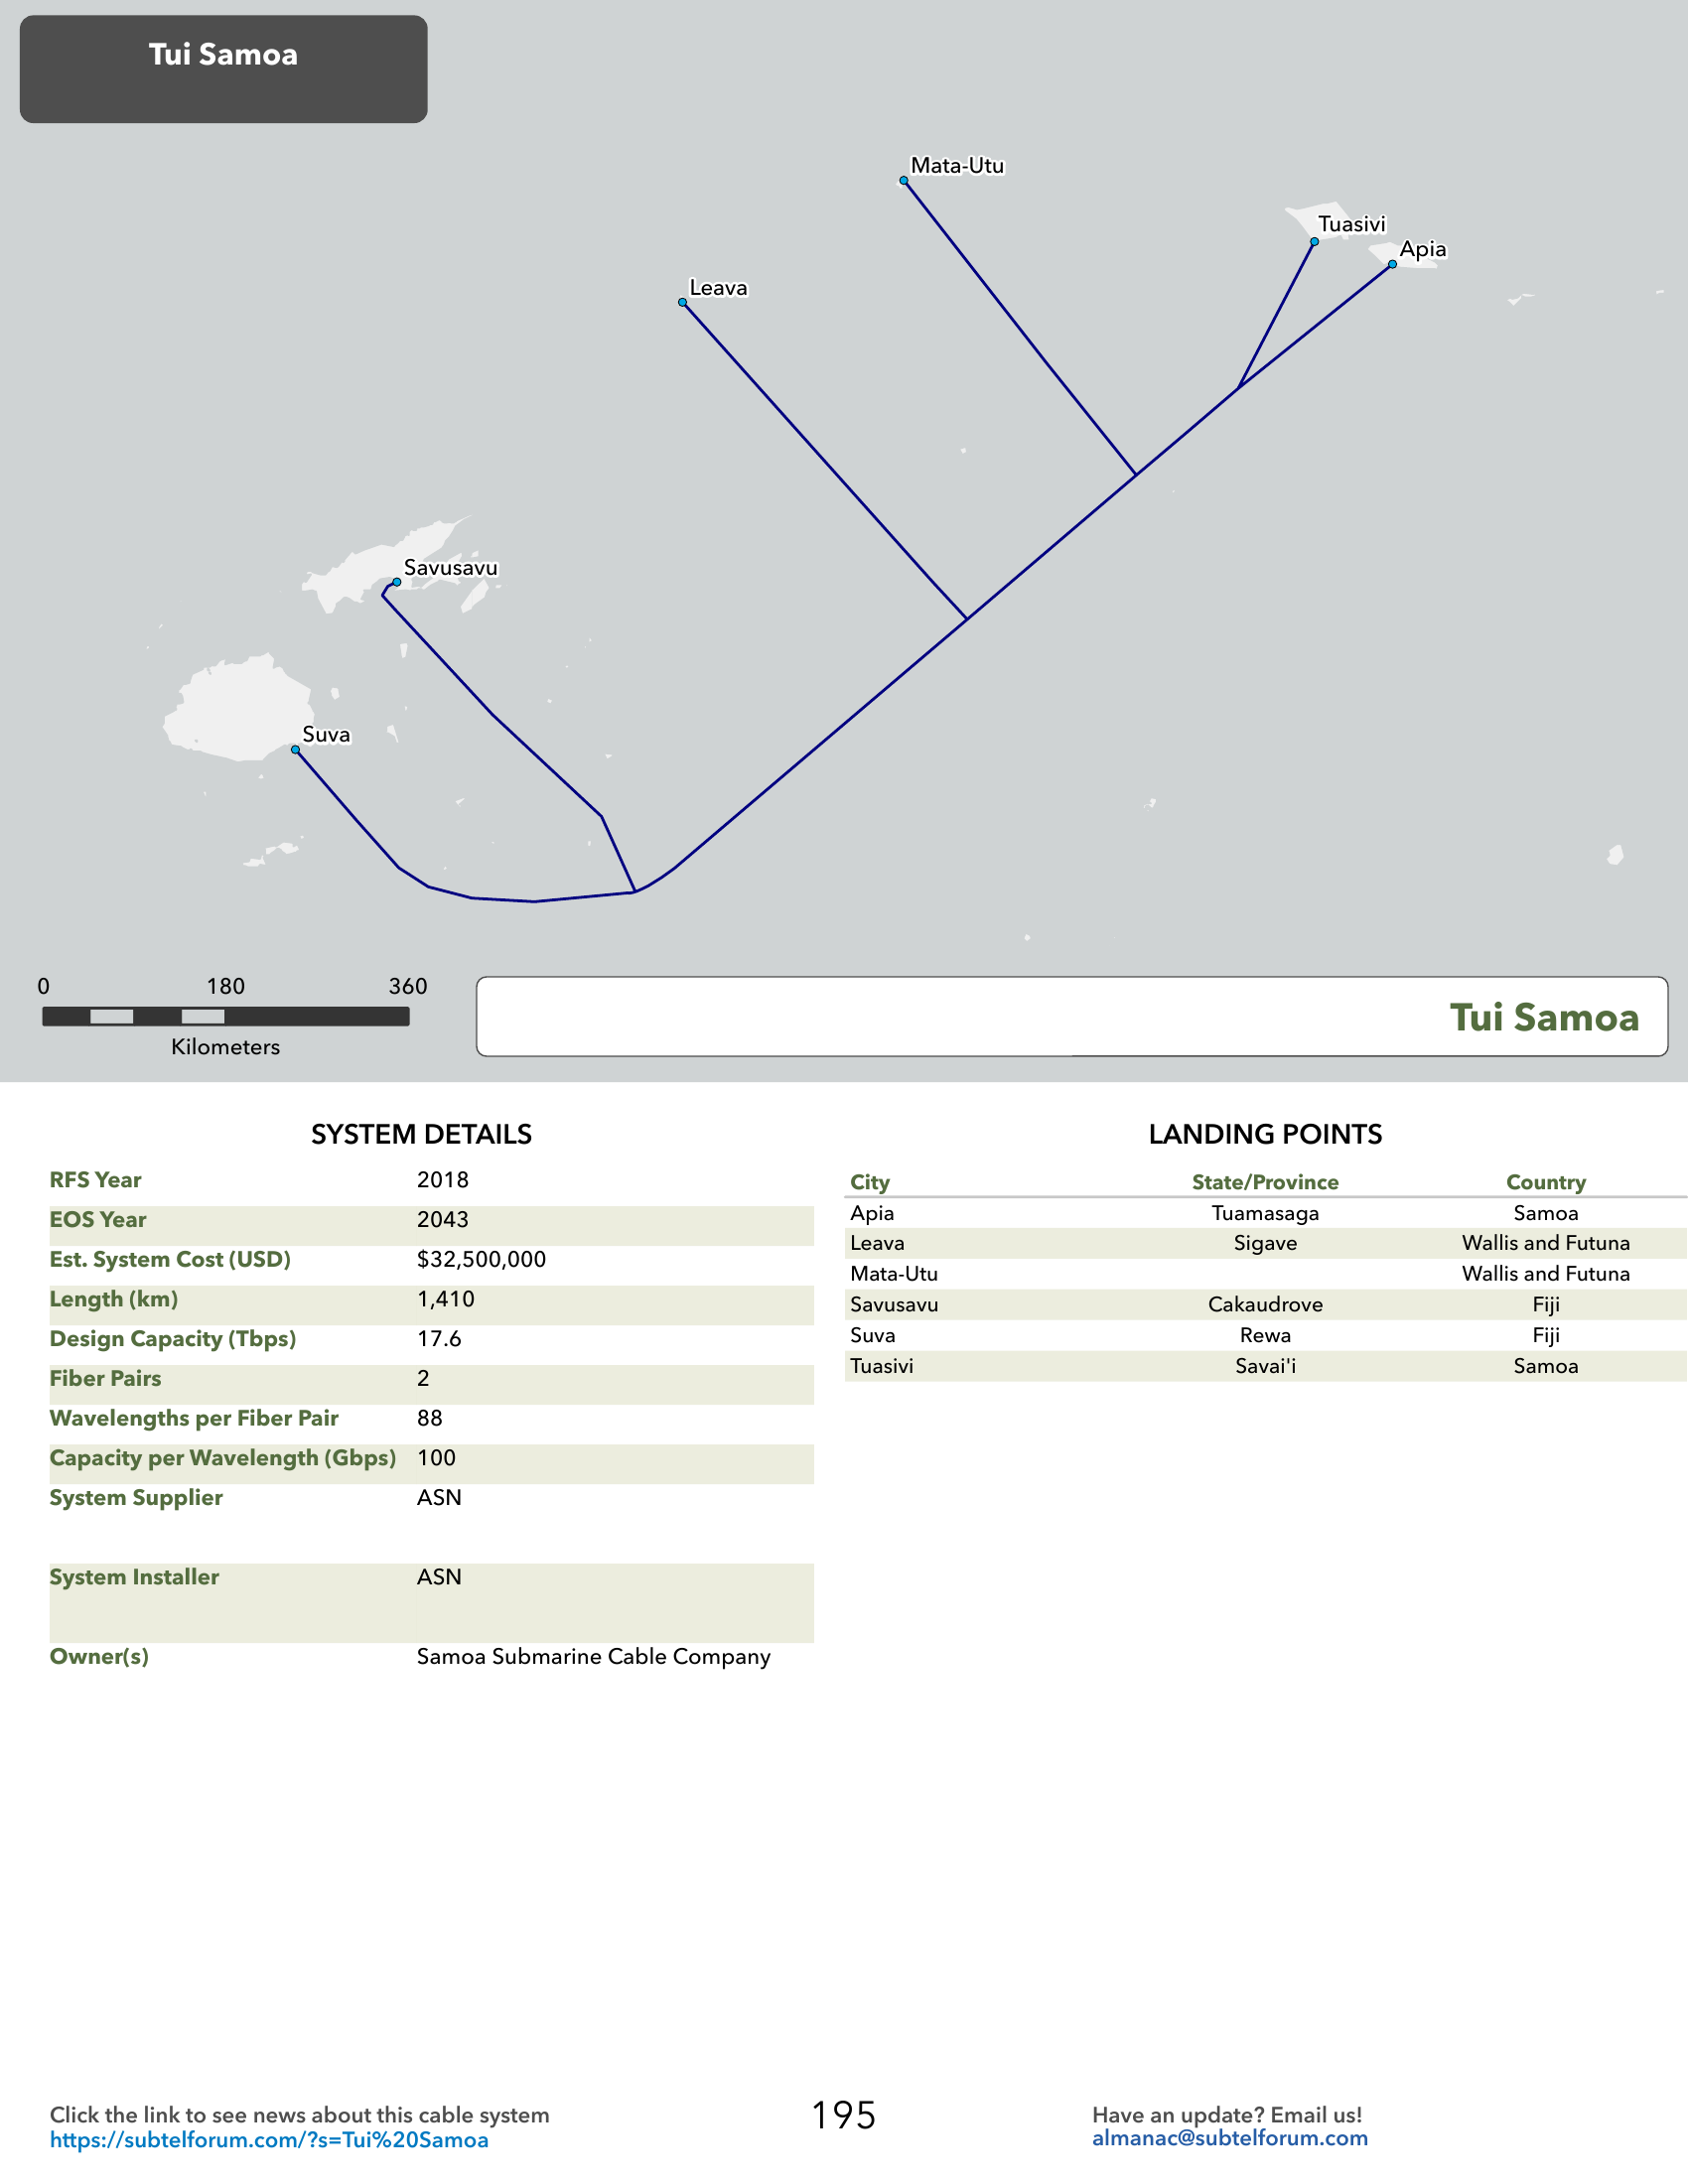 Tui Samoa
Mata-Utu
Tuasivi
Apia
Leava
Savusavu
Suva
0 180 360
Kilometers
Tui Samoa
SYSTEM DETAILS
RFS Year 2018
EOS Year 2043
Est. System Cost (USD) $32,500,000
Length (km) 1,410
Design Capacity (Tbps) 17.6
Fiber Pairs 2
Wavelengths per Fiber Pair 88
Capacity per Wavelength (Gbps) 100
System Supplier ASN
System Installer ASN
Owner(s) Samoa Submarine Cable Company
LANDING POINTS
City State/Province Country
Apia Tuamasaga Samoa
Leava Sigave Wallis and Futuna
Mata-Utu Wallis and Futuna
Savusavu Cakaudrove Fiji
Suva Rewa Fiji
Tuasivi Savai'i Samoa
Click the link to see news about this cable system
https://subtelforum.com/?s=Tui%20Samoa
195
Have an update? Email us!
almanac@subtelforum.com